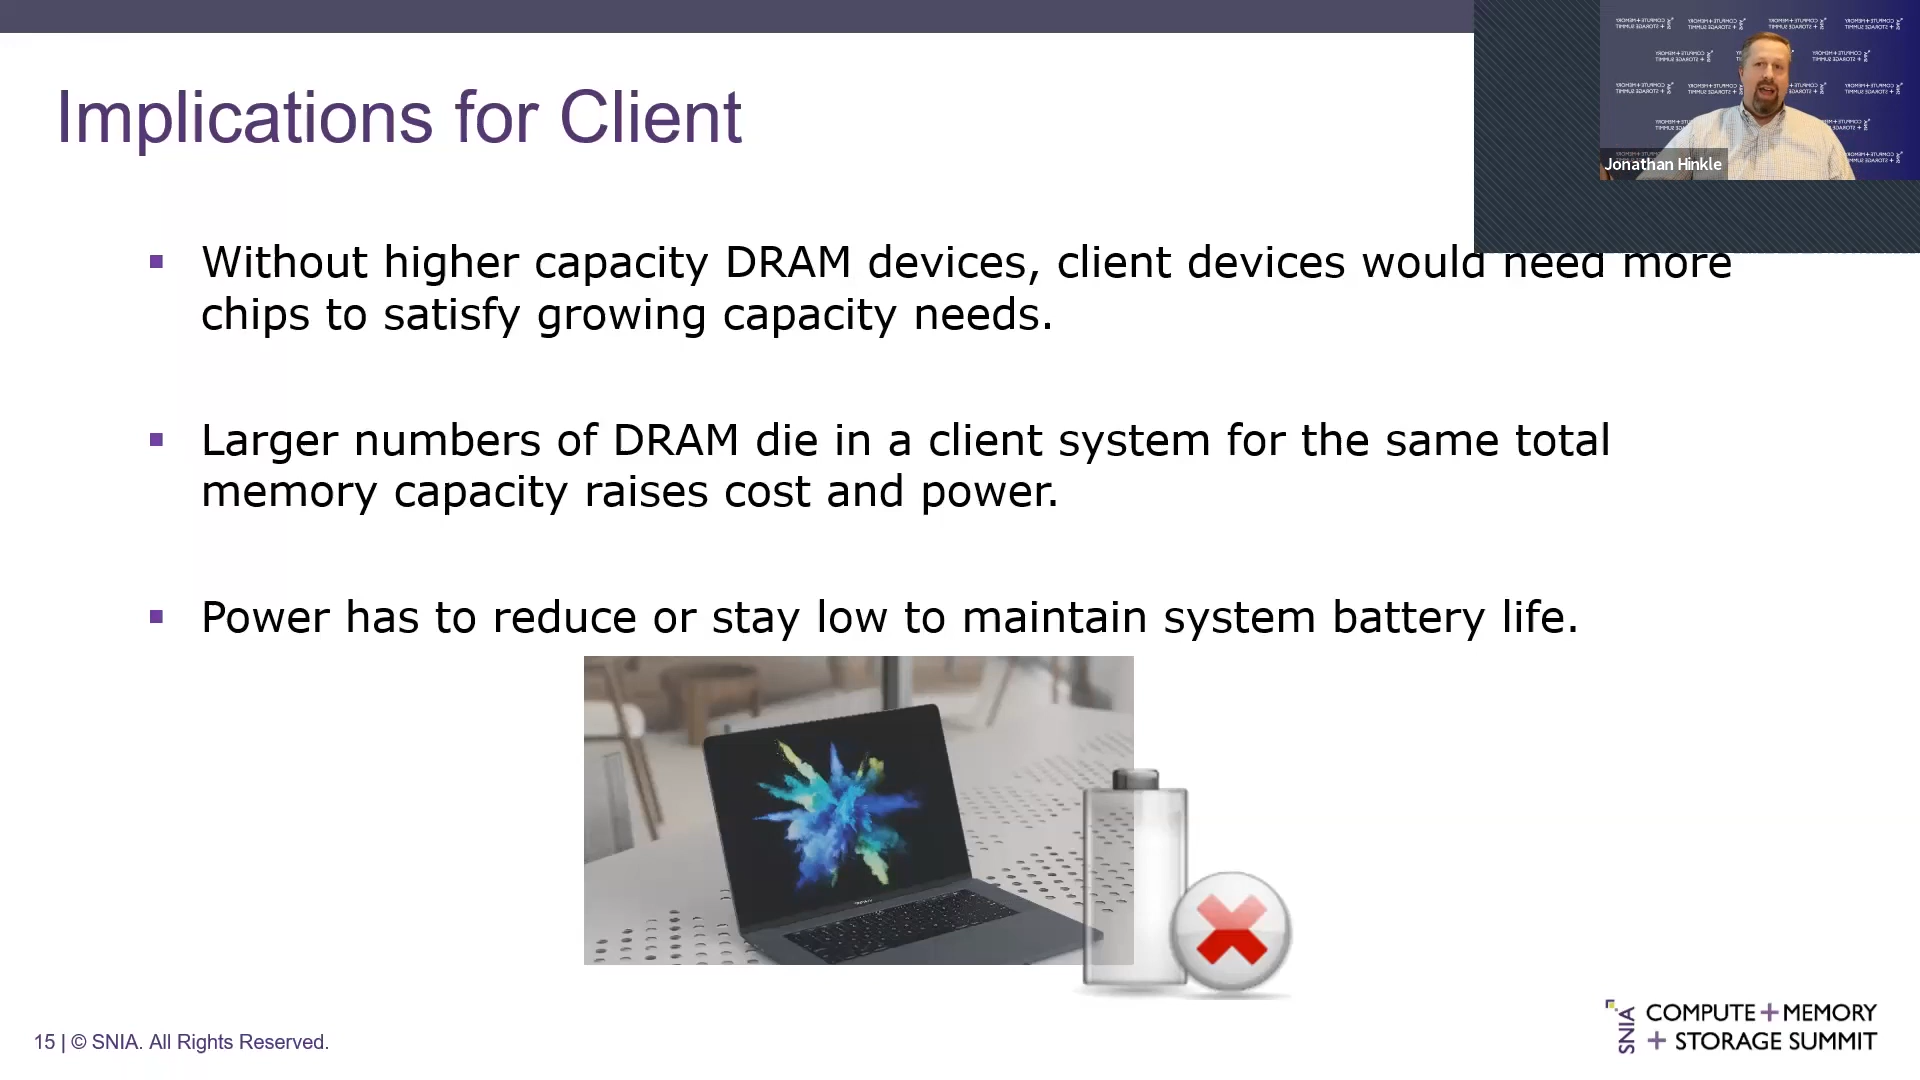 Implications for Client
Jonathan Hinkle
Without higher capacity DRAM devices, client devices would need more
chips to satisfy growing capacity needs.
Larger numbers of DRAM die in a client system for the same total
memory capacity raises cost and power.
Power has to reduce or stay low to maintain system battery life.
15 | © SNIA. All Rights Reserved.
SNIA
COMPUTE + MEMORY
+ STORAGE SUMMIT